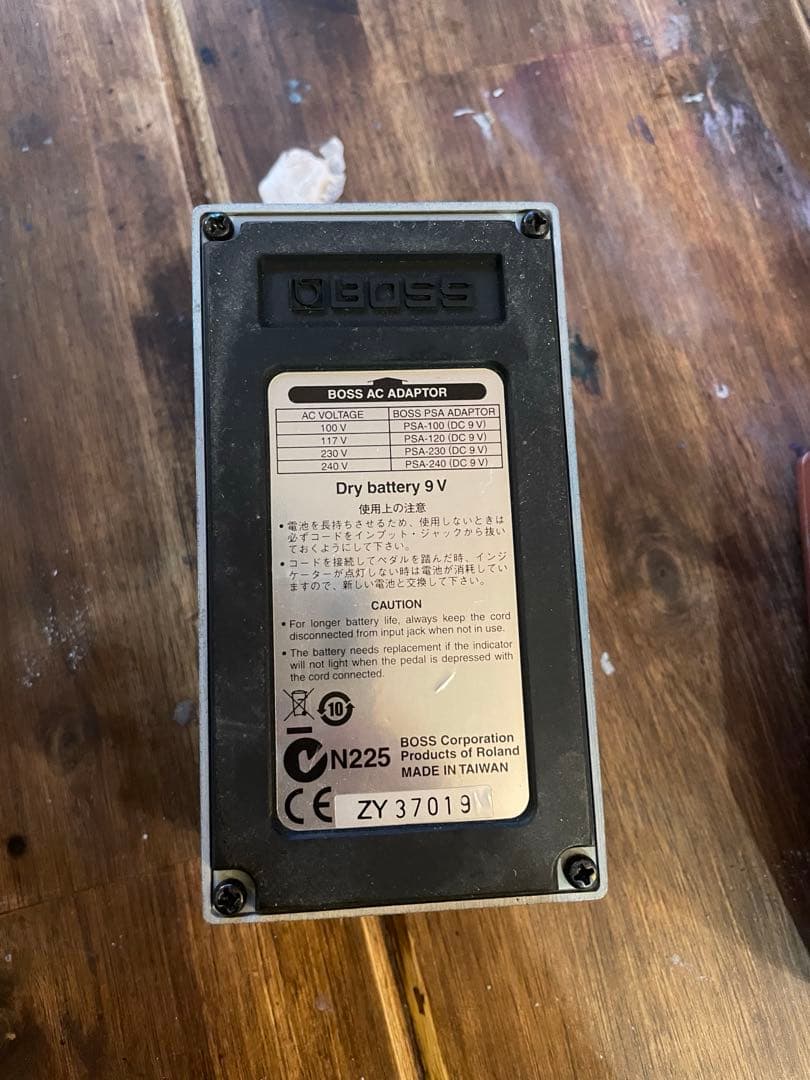 BOSS
BOSS AC ADAPTOR
AC VOLTAGE BOSS PSA ADAPTOR
100 V PSA-100 (DC 9 V)
117 V PSA-120 (DC 9 V)
230 V PSA-230 (DC 9 V)
240 V PSA-240 (DC 9 V)
Dry battery 9 V
使用上の注意
• 電池を長持ちさせるため、使用しないときは
必ずコードをインプット・ジャックから抜い
ておくようにして下さい。
• コードを接続してペダルを踏んだ時、インジ
ケーターが点灯しない時は電池が消耗してい
ますので、新しい電池と交換して下さい。
CAUTION
• For longer battery life, always keep the cord
disconnected from input jack when not in use.
• The battery needs replacement if the indicator
will not light when the pedal is depressed with
the cord connected.
10
N225
BOSS Corporation
Products of Roland
MADE IN TAIWAN
CE
ZY 37019